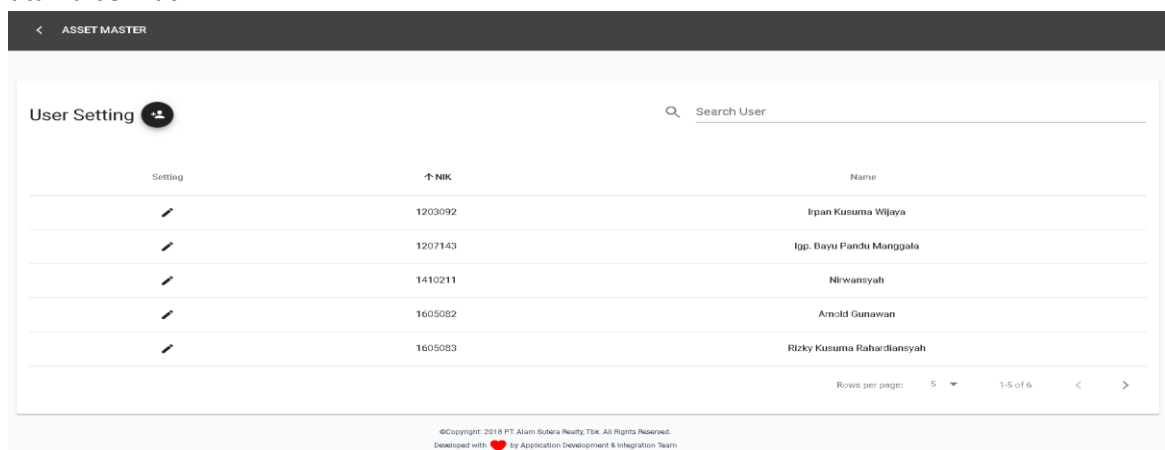 ASSET MASTER
User Setting
Search User
Setting NIK Name
1203092 Irpan Kusuma Wijaya
1207143 Igp. Bayu Pandu Manggala
1410211 Nirwansyah
1605082 Arnold Gunawan
1605083 Rizky Kusuma Rahardiansyah
Rows per page: 5 1-5 of 6
©Copyright 2018 PT Alam Sutera Realty, Tbk. All Rights Reserved.
Developed with by Application Development & Integration Team